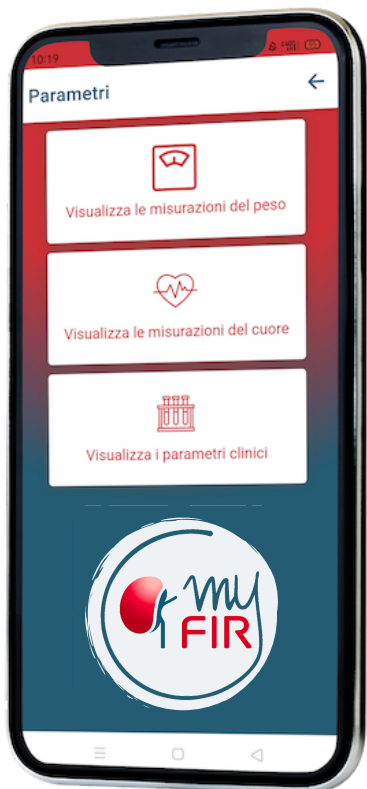 10:19
Parametri
Visualizza le misurazioni del peso
Visualizza le misurazioni del cuore
Visualizza i parametri clinici
my
FIR